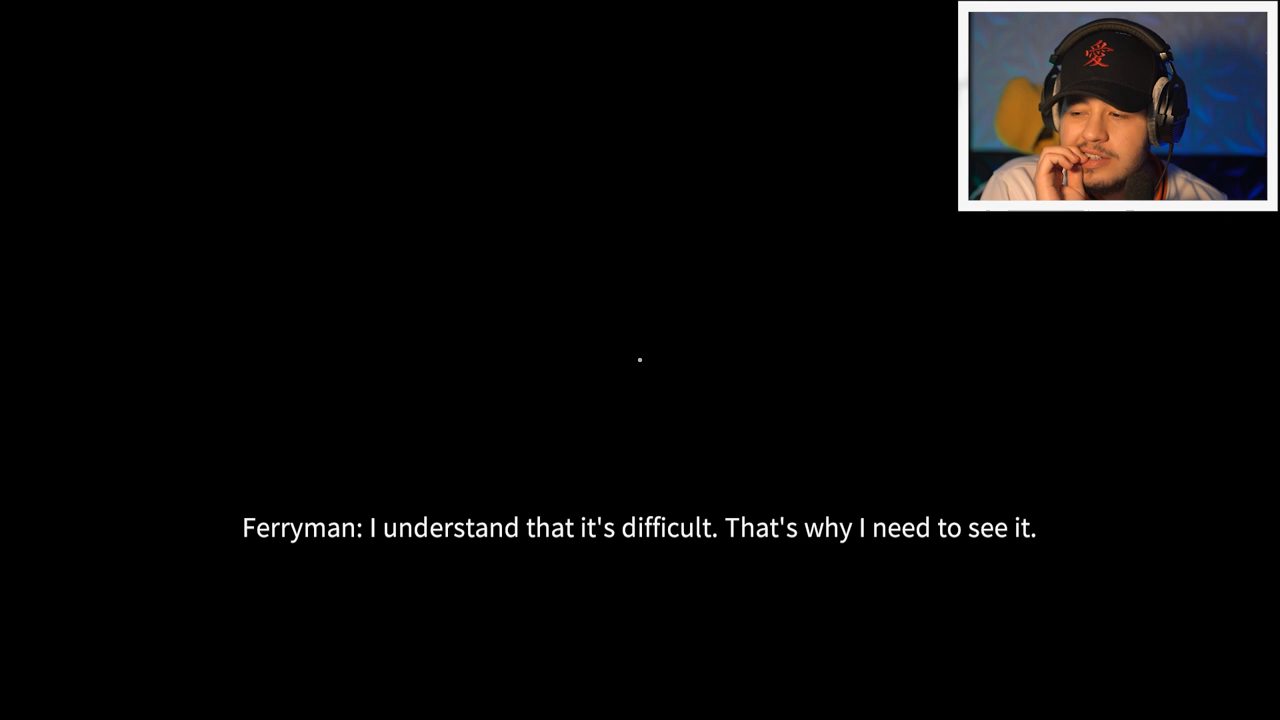 愛
Ferryman: I understand that it's difficult. That's why I need to see it.